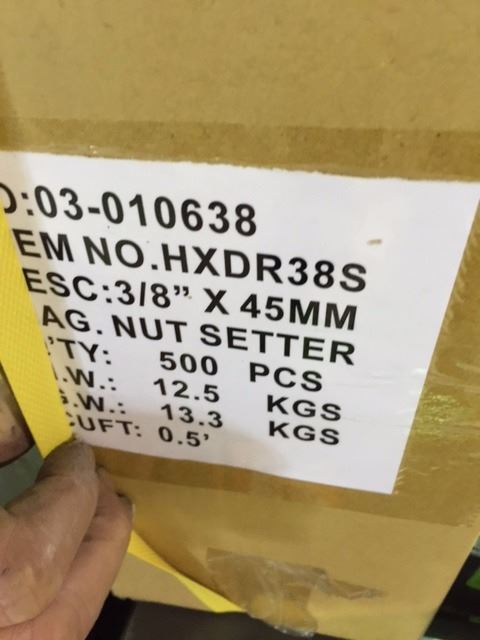 O:03-010638
EM NO.HXDR38S
ESC:3/8” X 45MM
AG. NUT SETTER
'TY: 500 PCS
.W.: 12.5 KGS
.W.: 13.3 KGS
CUFT: 0.5'